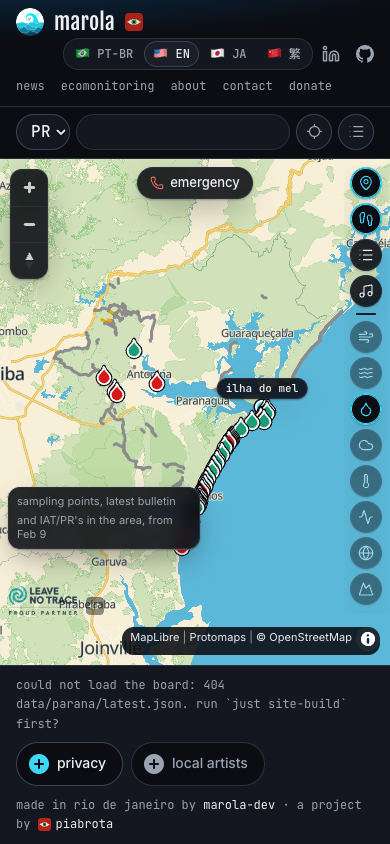 marola
PT-BR EN JA 繁
news ecomonitoring about contact donate
PR
emergency
Guaraqueçaba
ombo
iba
Antonina
ilha do mel
Paranaguá
sampling points, latest bulletin
and IAT/PR's in the area, from
Feb 9
Garuva
LEAVE
NO TRACE
PROUD PARTNER
Pirabeiraba
MapLibre | Protomaps | © OpenStreetMap
Joinville
could not load the board: 404
data/parana/latest.json. run `just site-build`
first?
privacy
local artists
made in rio de janeiro by marola-dev · a project
by piabrota